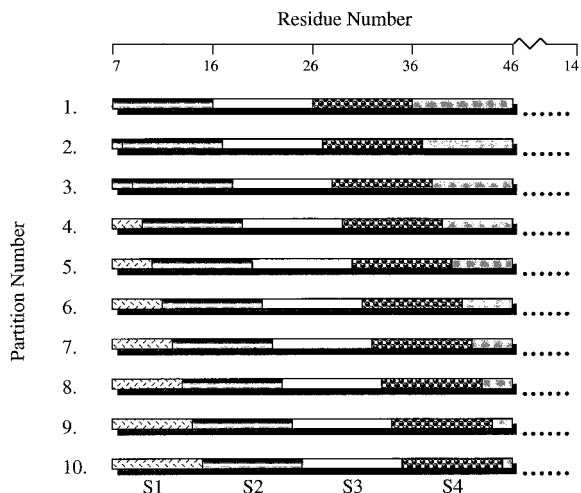 Residue Number
7 16 26 36 46 14
1.
2.
3.
4.
5.
6.
7.
8.
9.
10.
Partition Number
S1 S2 S3 S4